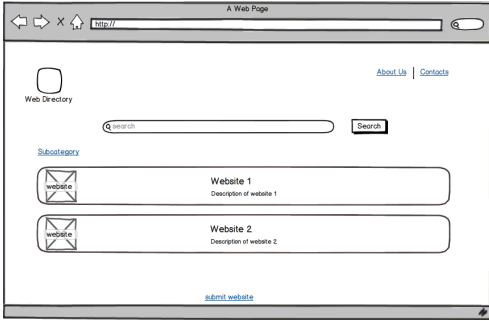 A Web Page
http://
About Us Contacts
Web Directory
search
Search
Subcategory
website
Website 1
Description of website 1
website
Website 2
Description of website 2
submit website